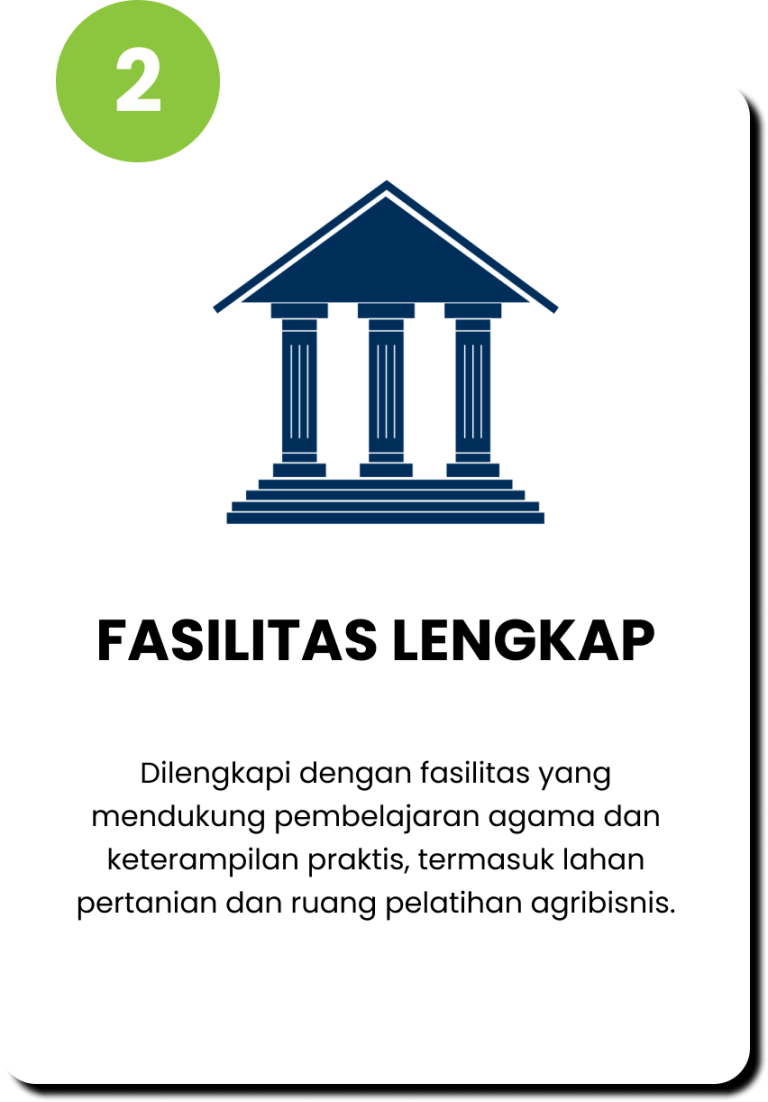 2
FASILITAS LENGKAP
Dilengkapi dengan fasilitas yang
mendukung pembelajaran agama dan
keterampilan praktis, termasuk lahan
pertanian dan ruang pelatihan agribisnis.